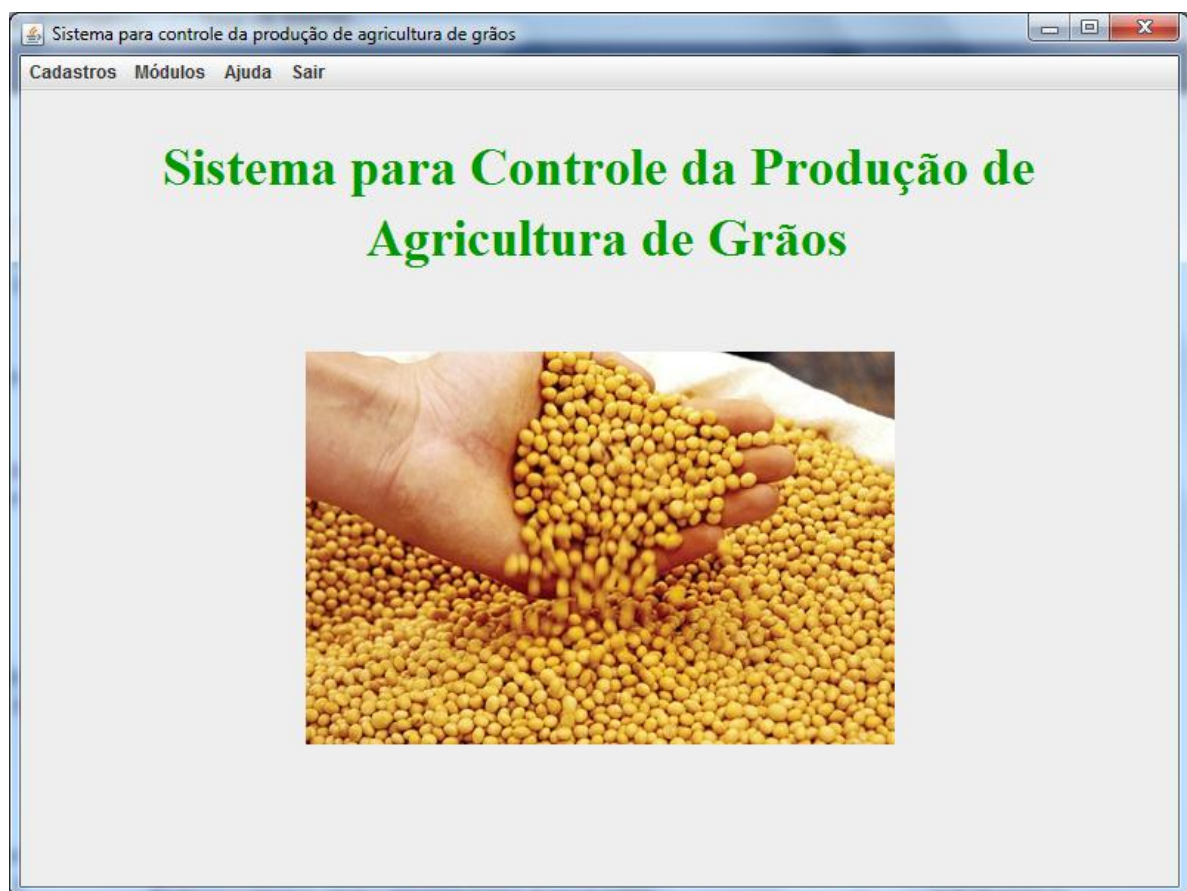 Sistema para controle da produção de agricultura de grãos
Cadastros Módulos Ajuda Sair
Sistema para Controle da Produção de
Agricultura de Grãos